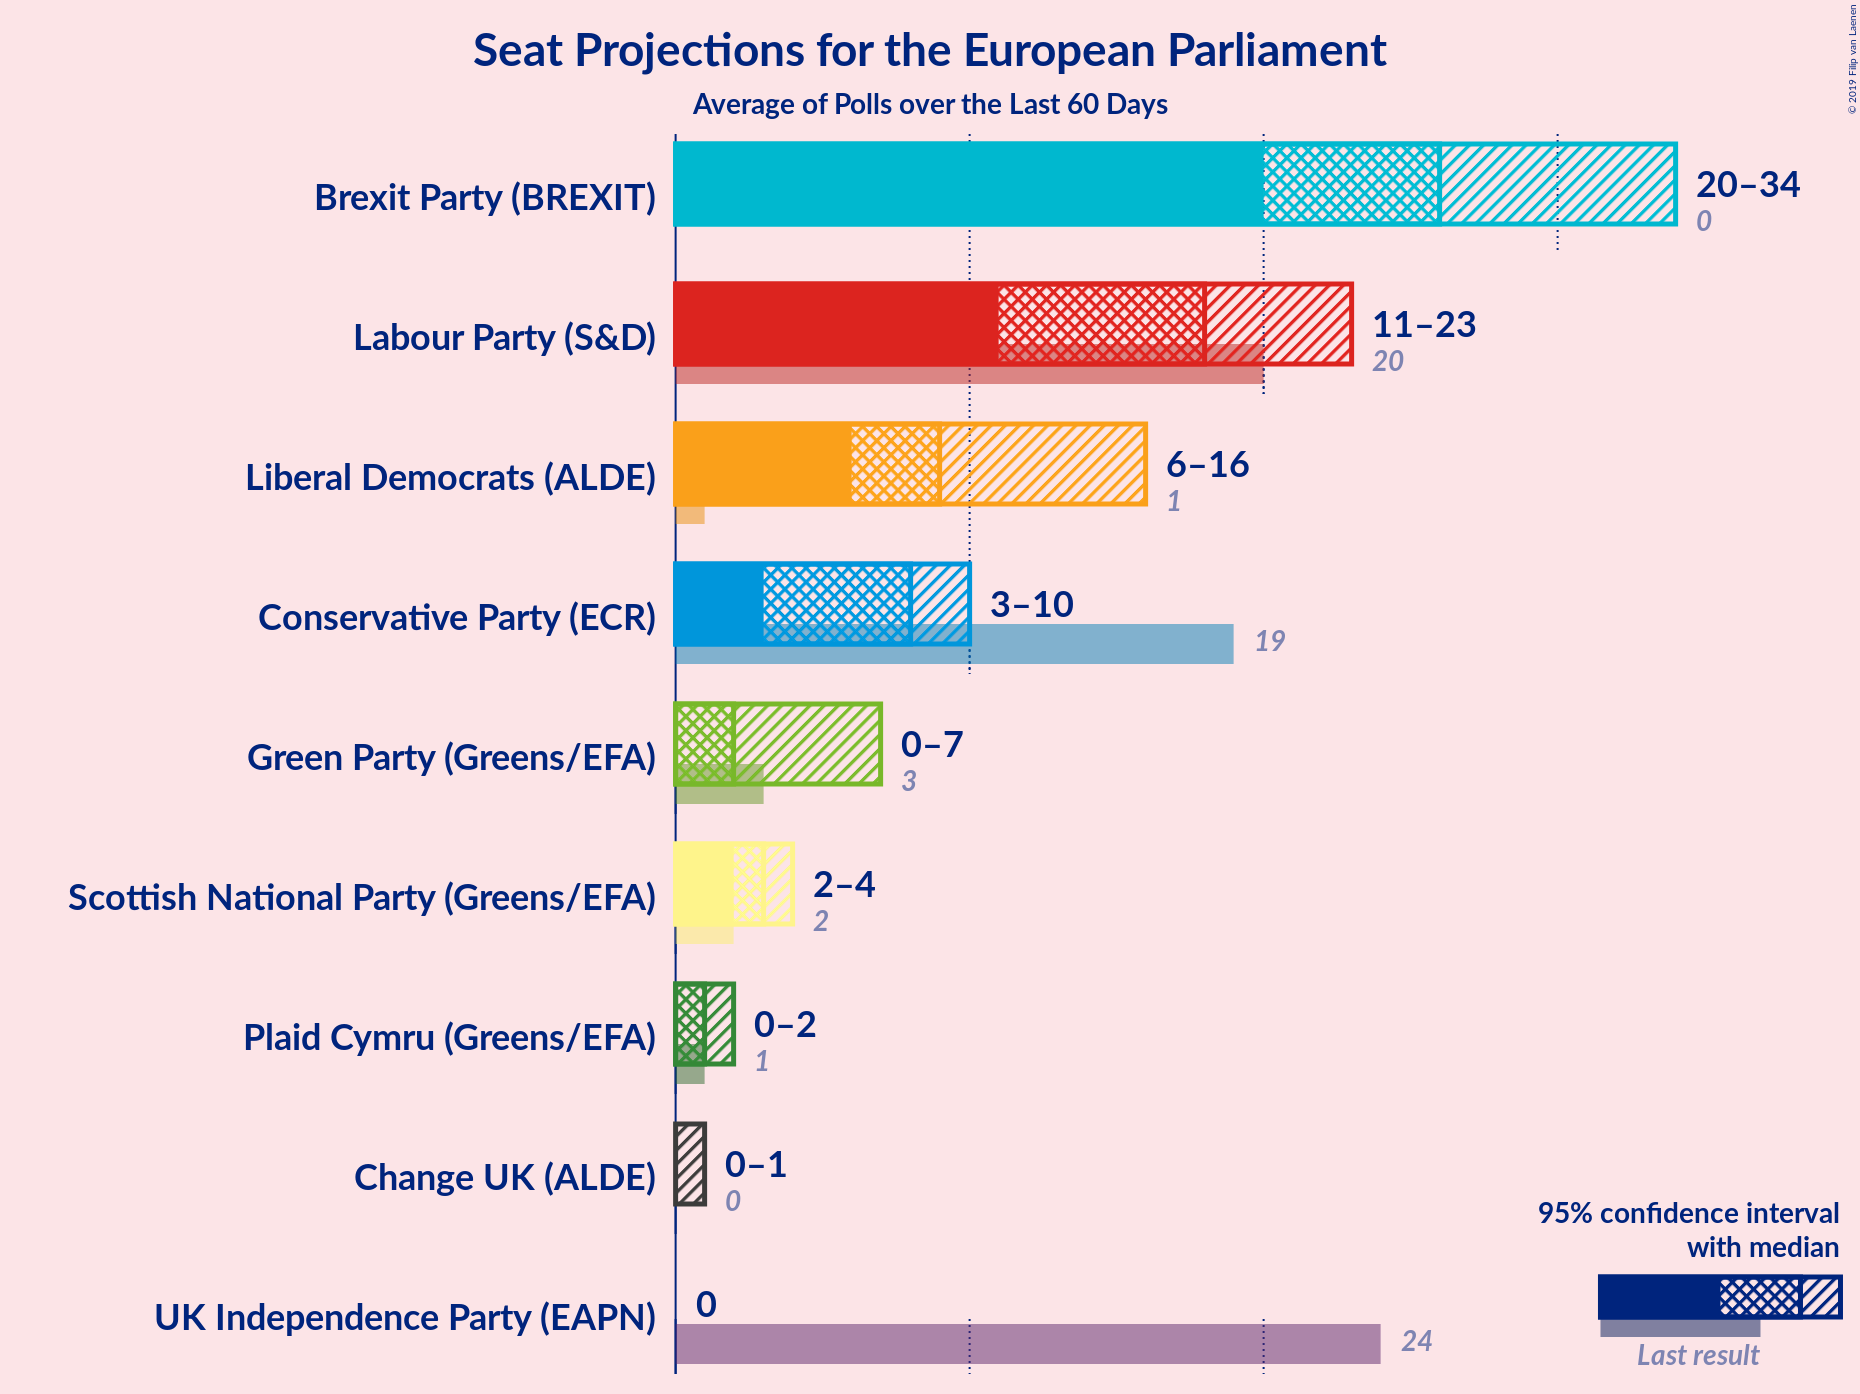 Seat Projections for the European Parliament
Average of Polls over the Last 60 Days
© 2019 Filip van Laenen
Brexit Party (BREXIT)
20–34
0
Labour Party (S&D)
11–23
20
Liberal Democrats (ALDE)
6–16
1
Conservative Party (ECR)
3–10
19
Green Party (Greens/EFA)
0–7
3
Scottish National Party (Greens/EFA)
2–4
2
Plaid Cymru (Greens/EFA)
0–2
1
Change UK (ALDE)
0–1
0
UK Independence Party (EAPN)
0
24
95% confidence interval
with median
Last result